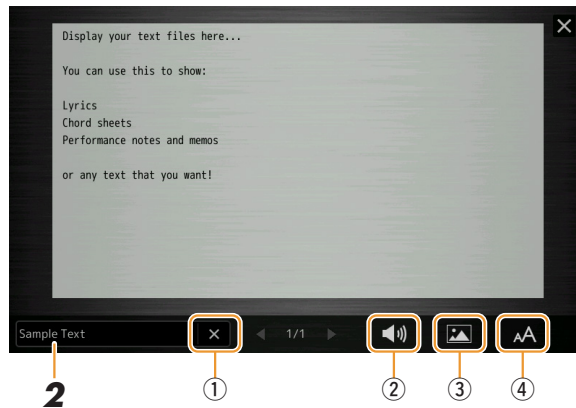 Display your text files here...
You can use this to show:
Lyrics
Chord sheets
Performance notes and memos
or any text that you want!
Sample Text
1/1
AA
2
① ② ③ ④